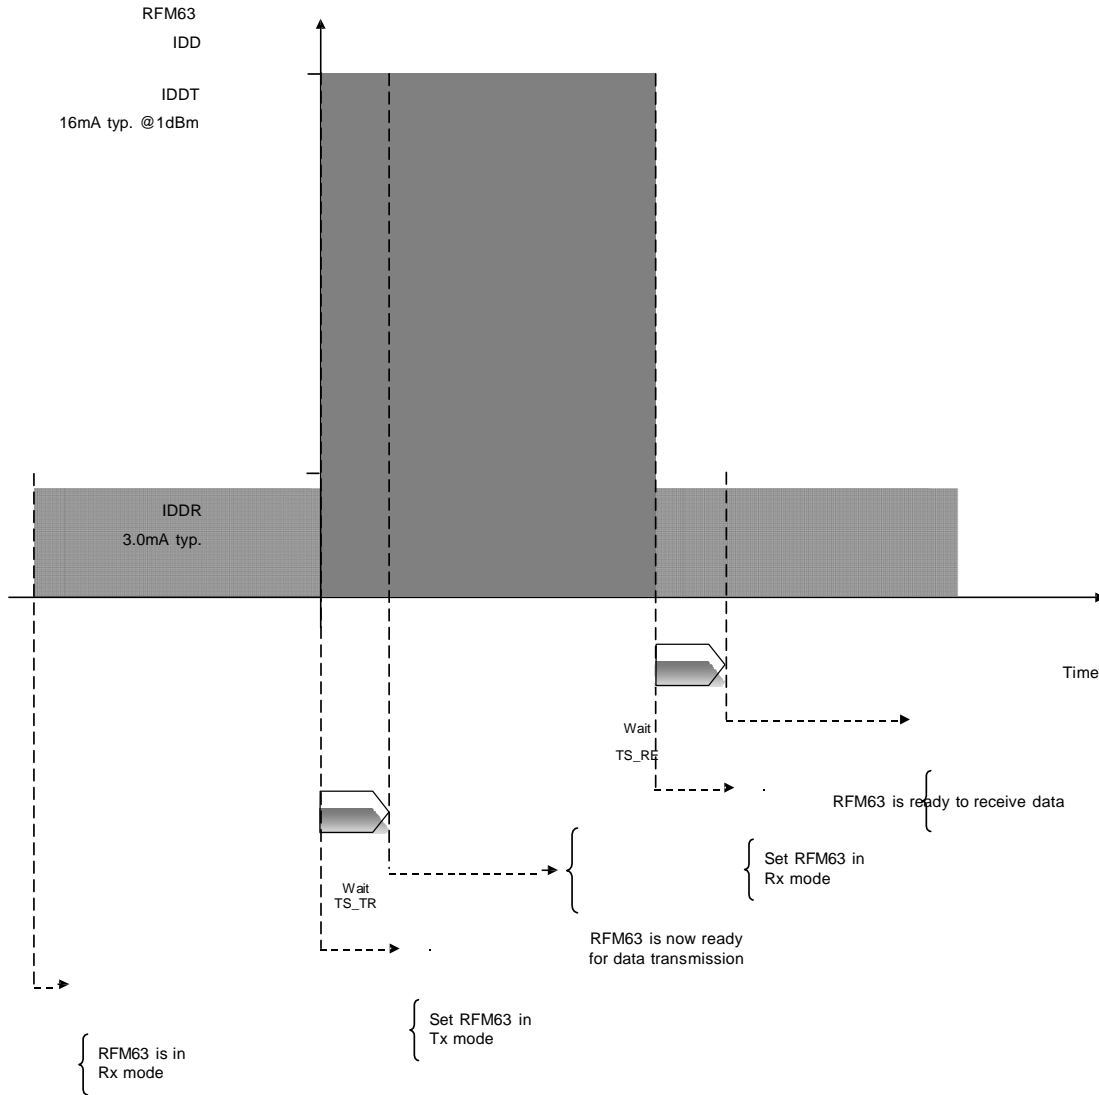 RFM63
IDD
IDDT
16mA typ. @1dBm
IDDR
3.0mA typ.
Time
Wait
TS_RE
RFM63 is ready to receive data
Set RFM63 in
Rx mode
Wait
TS_TR
RFM63 is now ready
for data transmission
Set RFM63 in
Tx mode
RFM63 is in
Rx mode